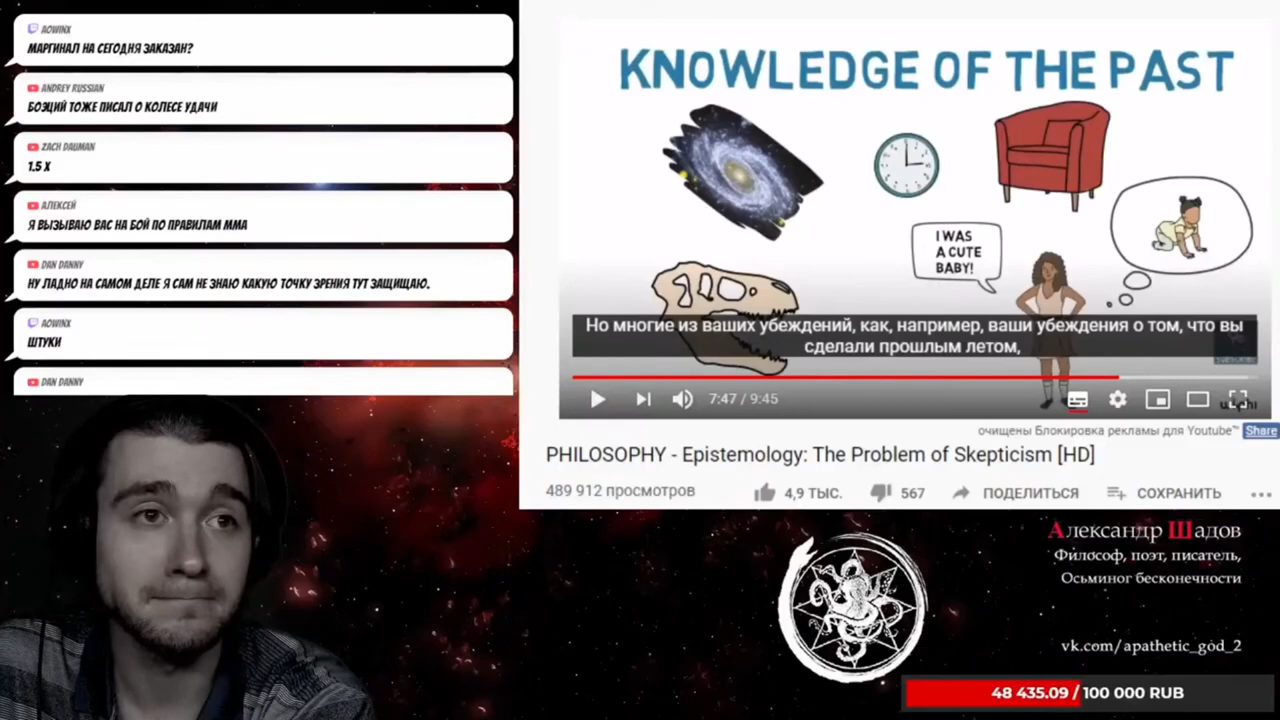 AOWINX
МАРГИНАЛ НА СЕГОДНЯ ЗАКАЗАН?
ANDREY RUSSIAN
БОЭЦИЙ ТОЖЕ ПИСАЛ О КОЛЕСЕ УДАЧИ
ZACH DAUMAN
1.5 X
АЛЕКСЕЙ
Я ВЫЗЫВАЮ ВАС НА БОЙ ПО ПРАВИЛАМ ММА
DAN DANNY
НУ ЛАДНО НА САМОМ ДЕЛЕ Я САМ НЕ ЗНАЮ КАКУЮ ТОЧКУ ЗРЕНИЯ ТУТ ЗАЩИЩАЮ.
AOWINX
ШТУКИ
DAN DANNY
KNOWLEDGE OF THE PAST
I WAS
A CUTE
BABY!
Но многие из ваших убеждений, как, например, ваши убеждения о том, что вы
сделали прошлым летом,
7:47 / 9:45
очищены Блокировка рекламы для Youtube™ Share
PHILOSOPHY - Epistemology: The Problem of Skepticism [HD]
489 912 просмотров
4,9 ТЫС. 567 ПОДЕЛИТЬСЯ СОХРАНИТЬ
Александр Шадов
Философ, поэт, писатель,
Осьминог бесконечности
vk.com/apathetic_god_2
48 435.09 / 100 000 RUB